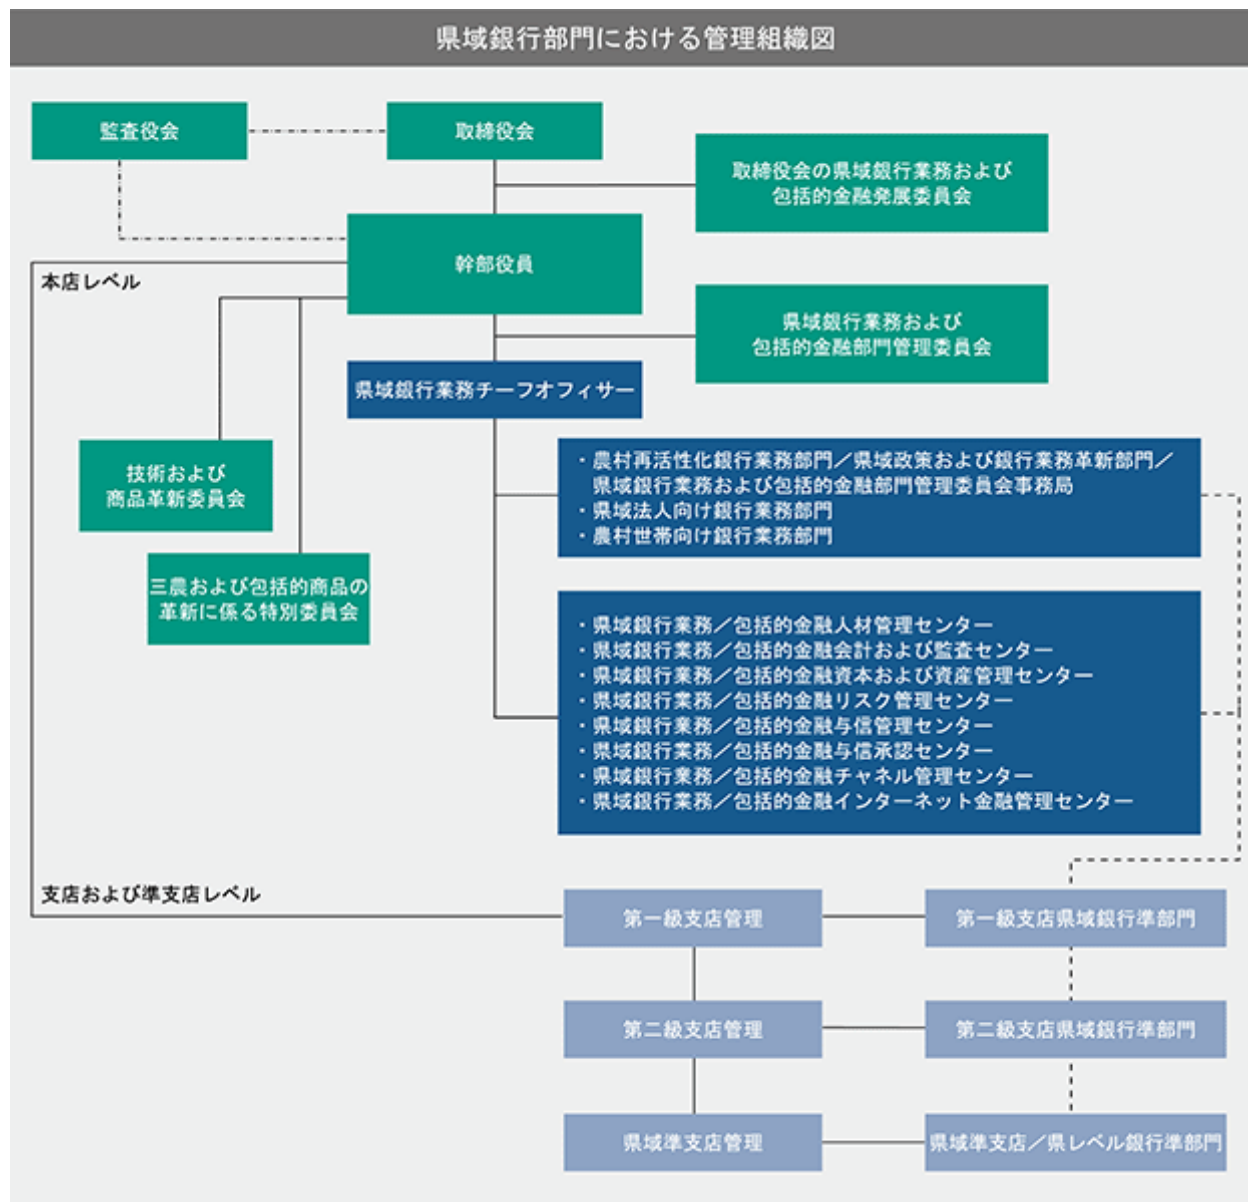 県域銀行部門における管理組織図
監査役会
取締役会
取締役会の県域銀行業務および
包括的金融発展委員会
幹部役員
本店レベル
県域銀行業務および
包括的金融部門管理委員会
県域銀行業務チーフオフィサー
技術および
商品革新委員会
・農村再活性化銀行業務部門／県域政策および銀行業務革新部門／
県域銀行業務および包括的金融部門管理委員会事務局
・県域法人向け銀行業務部門
・農村世帯向け銀行業務部門
三農および包括的商品の
革新に係る特別委員会
・県域銀行業務／包括的金融人材管理センター
・県域銀行業務／包括的金融会計および監査センター
・県域銀行業務／包括的金融資本および資産管理センター
・県域銀行業務／包括的金融リスク管理センター
・県域銀行業務／包括的金融与信管理センター
・県域銀行業務／包括的金融与信承認センター
・県域銀行業務／包括的金融チャネル管理センター
・県域銀行業務／包括的金融インターネット金融管理センター
支店および準支店レベル
第一級支店管理
第一級支店県域銀行準部門
第二級支店管理
第二級支店県域銀行準部門
県域準支店管理
県域準支店／県レベル銀行準部門